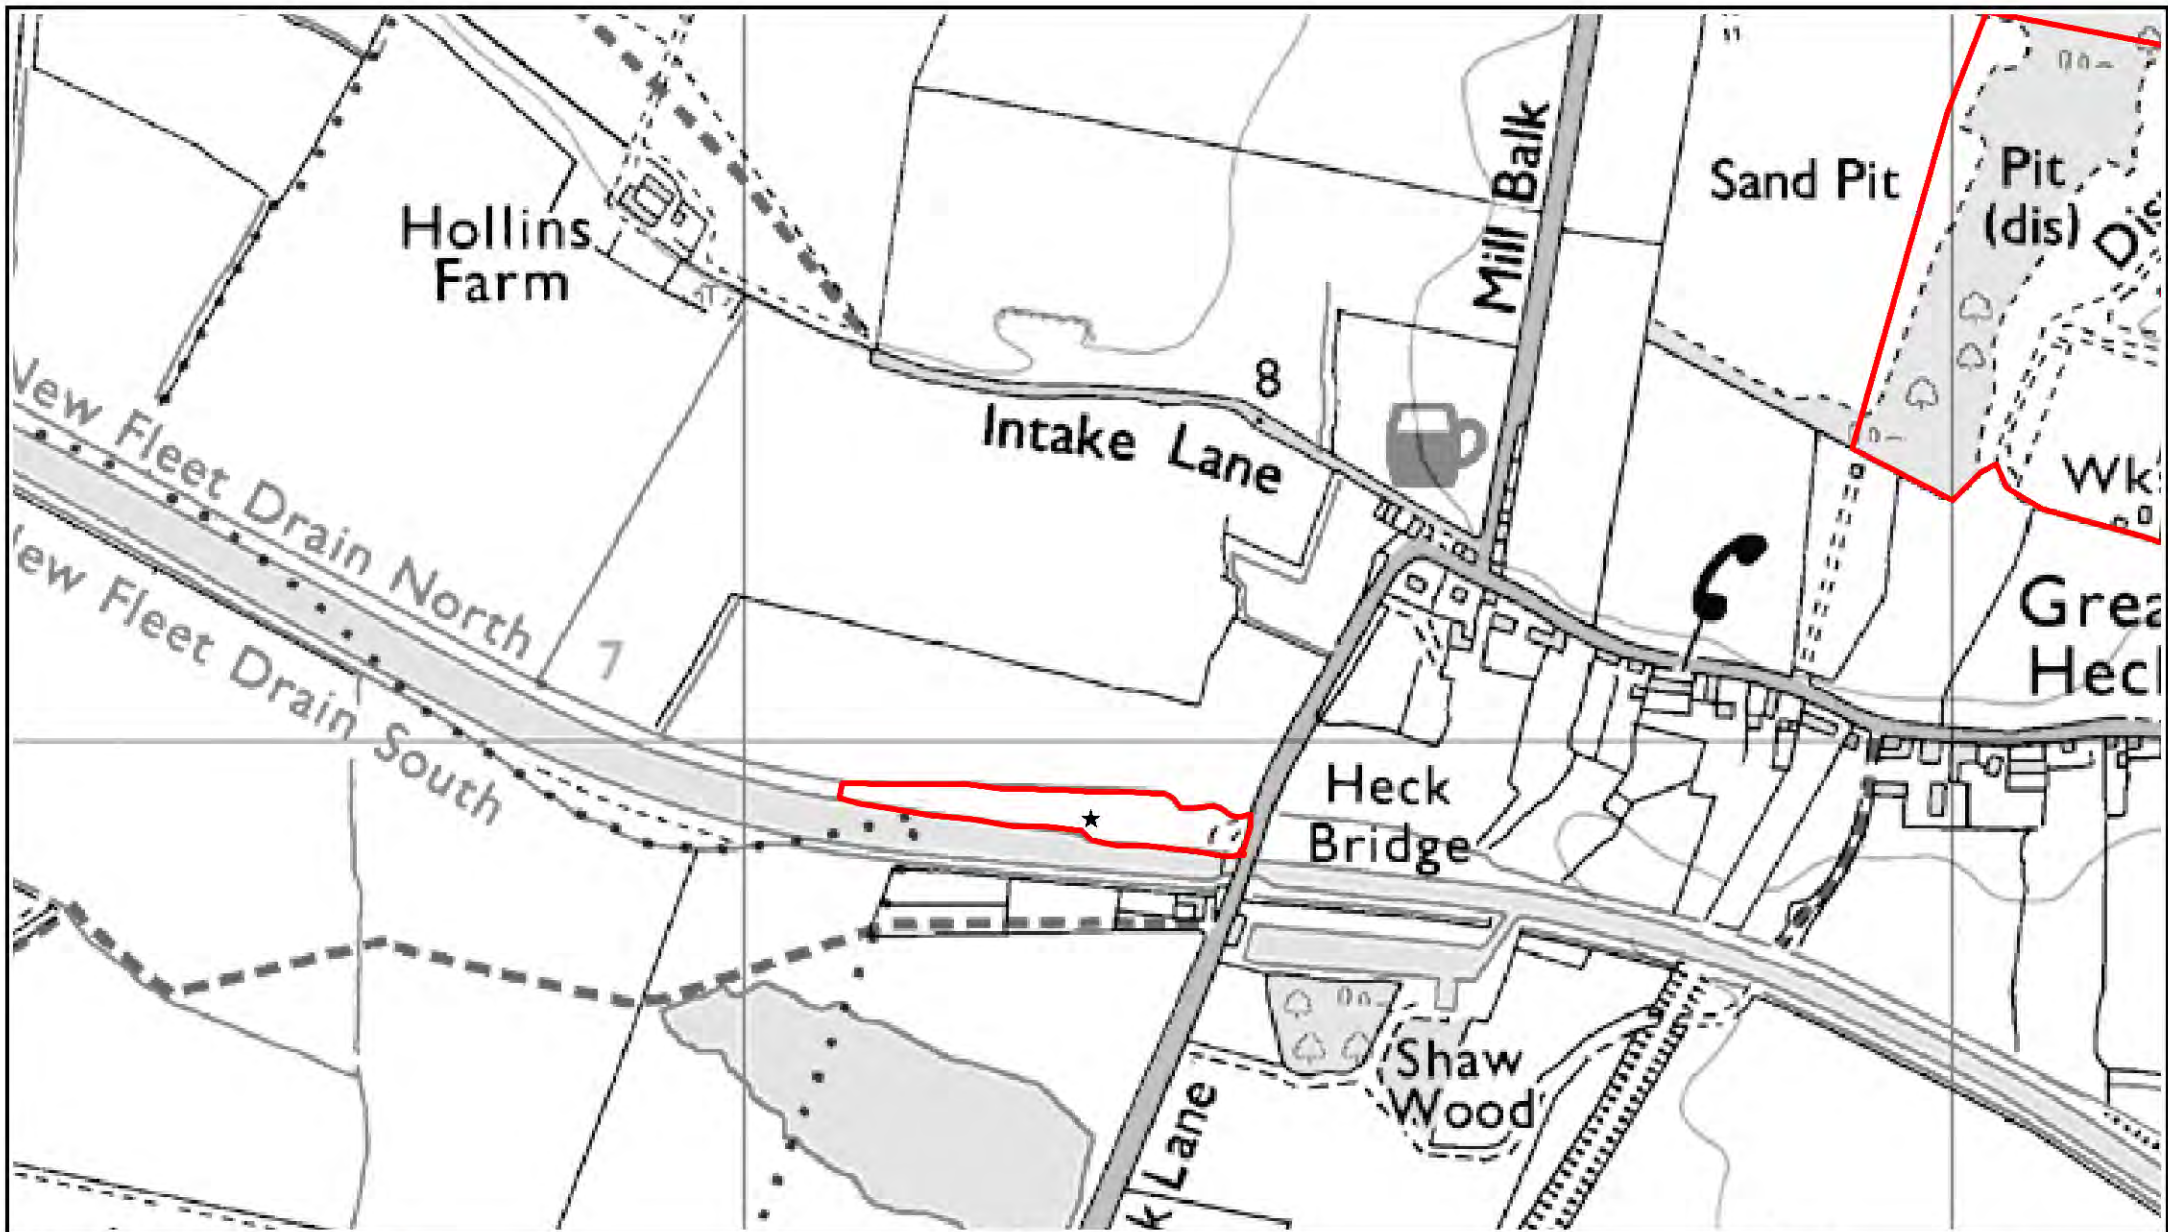 Hollins
Farm
Mill Balk
Sand Pit
Pit
(dis)
8
Intake Lane
New Fleet Drain North
7
New Fleet Drain South
Heck
Bridge
Shaw
Wood
Lane